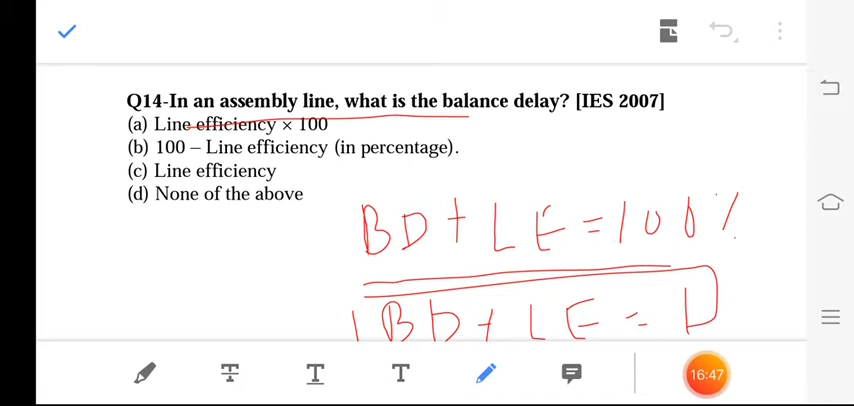 Q14-In an assembly line, what is the balance delay? [IES 2007]
(a) Line efficiency × 100
(b) 100 – Line efficiency (in percentage).
(c) Line efficiency
(d) None of the above
BD + LE = 100 %
BD + LE =
T T T
16:47